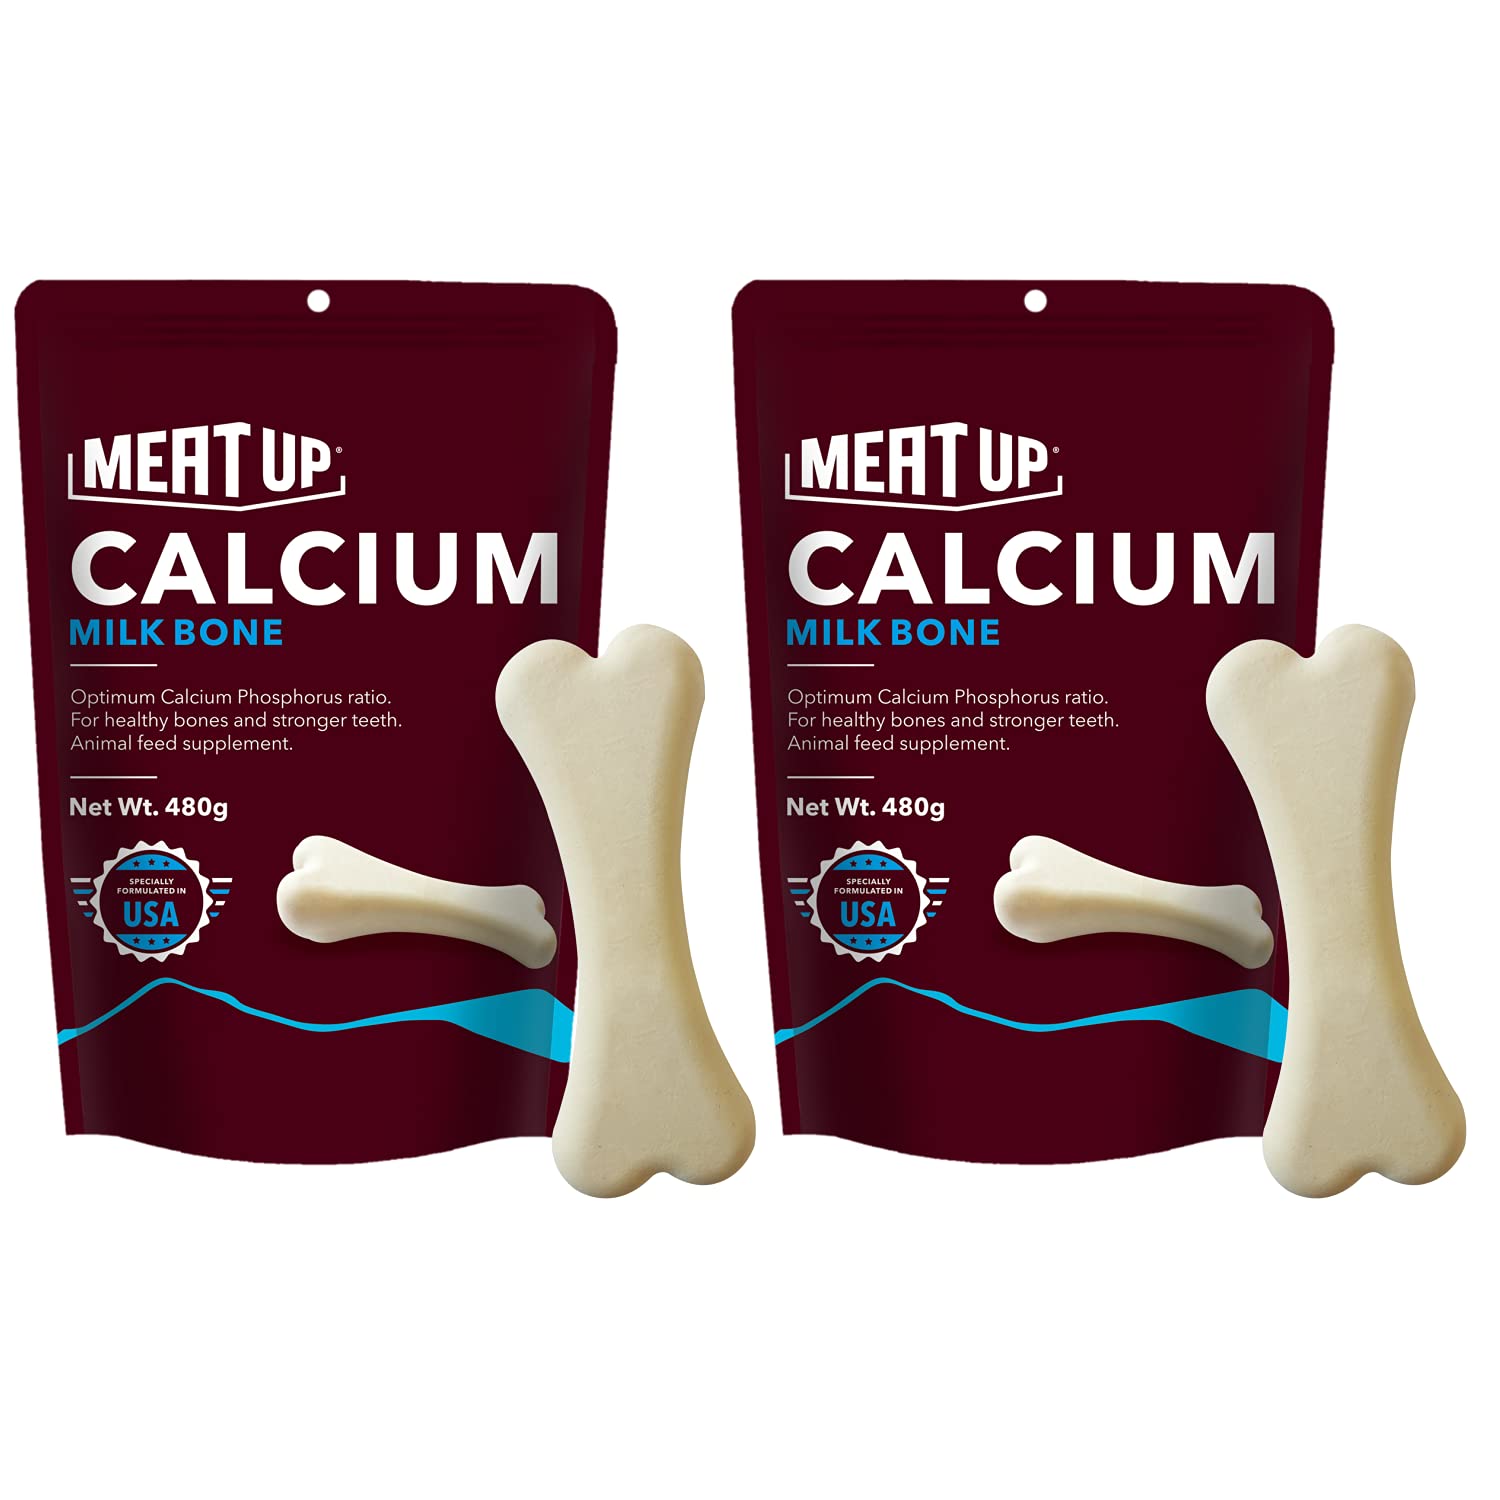 MEAT UP®
CALCIUM
MILK BONE
Optimum Calcium Phosphorus ratio.
For healthy bones and stronger teeth.
Animal feed supplement.
Net Wt. 480g
SPECIALLY
FORMULATED IN
USA
MEAT UP®
CALCIUM
MILK BONE
Optimum Calcium Phosphorus ratio.
For healthy bones and stronger teeth.
Animal feed supplement.
Net Wt. 480g
SPECIALLY
FORMULATED IN
USA